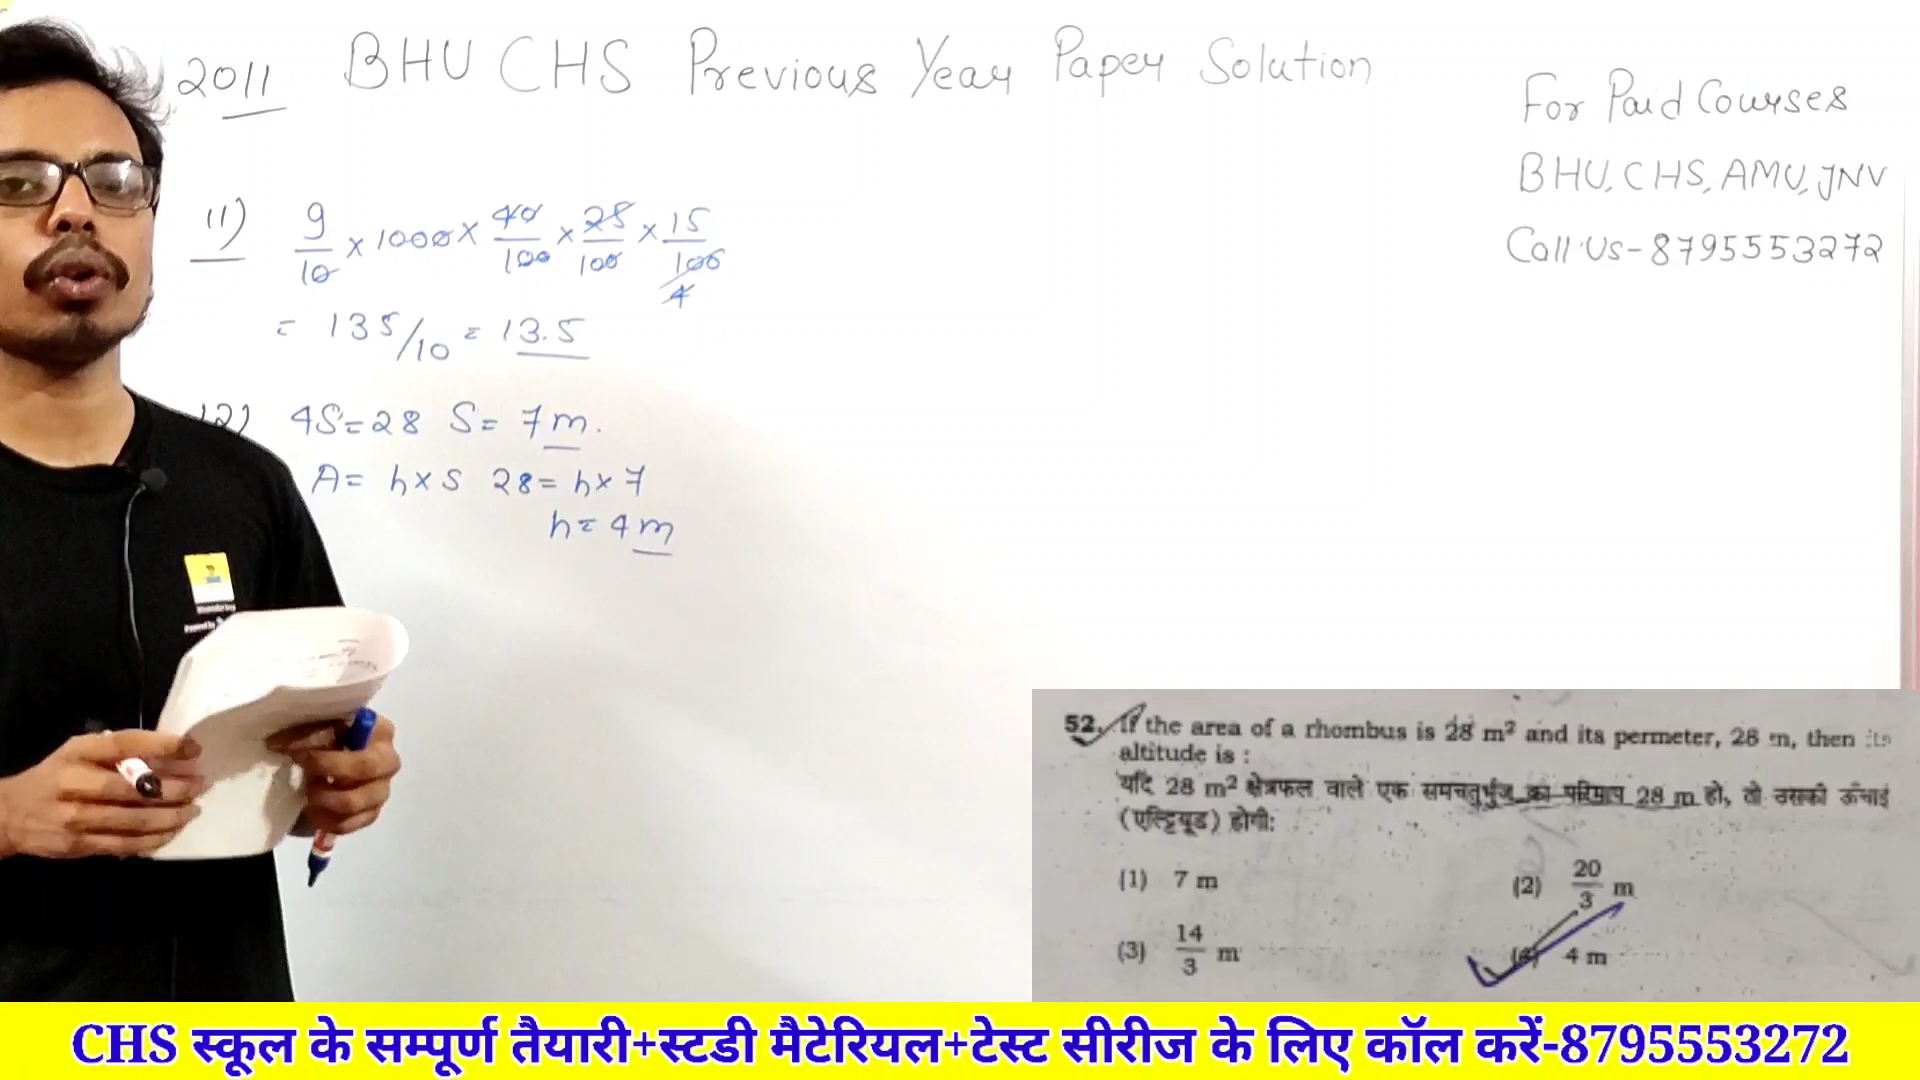 2011 BHU CHS Previous Year Paper Solution
For Paid Courses
BHU, CHS, AMU, JNV
Call Us-8795553272
11) 9/10 × 1000 × 40/100 × 25/100 × 15/100
4
= 135/10 = 13.5
12) 4S=28 S= 7m.
A= h×s 28= h×7
h= 4m
52. If the area of a rhombus is 28 m² and its permeter, 28 m, then its
altitude is :
यदि 28 m² क्षेत्रफल वाले एक समचतुर्भुज का परिमाप 28 m हो, तो उसकी ऊँचाई
(एल्टिट्यूड) होगी:
(1) 7 m
(2) 20/3 m
(3) 14/3 m
(4) 4 m
CHS स्कूल के सम्पूर्ण तैयारी+स्टडी मैटेरियल+टेस्ट सीरीज के लिए कॉल करें-8795553272